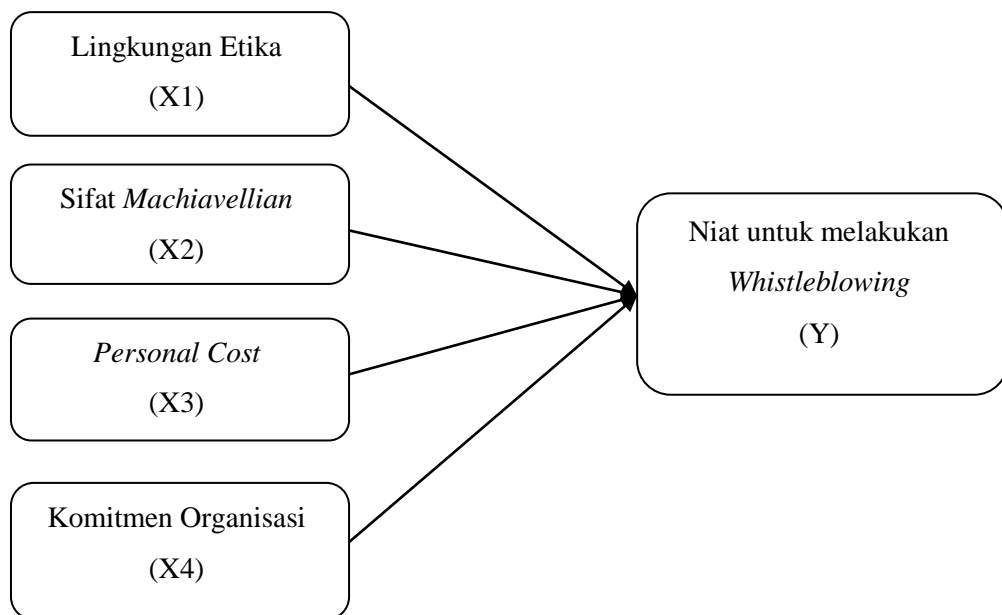 Lingkungan Etika
(X1)
Sifat Machiavellian
(X2)
Personal Cost
(X3)
Komitmen Organisasi
(X4)
Niat untuk melakukan
Whistleblowing
(Y)